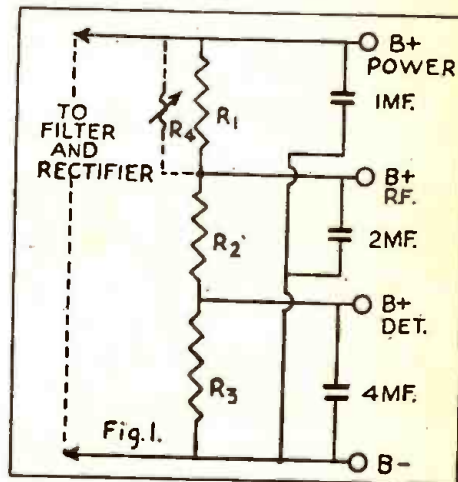 B+
POWER
1MF.
TO
FILTER
AND
RECTIFIER
R4
R1
B+
R.F.
R2
2MF.
B+
DET.
R3
4MF.
Fig.1.
B-